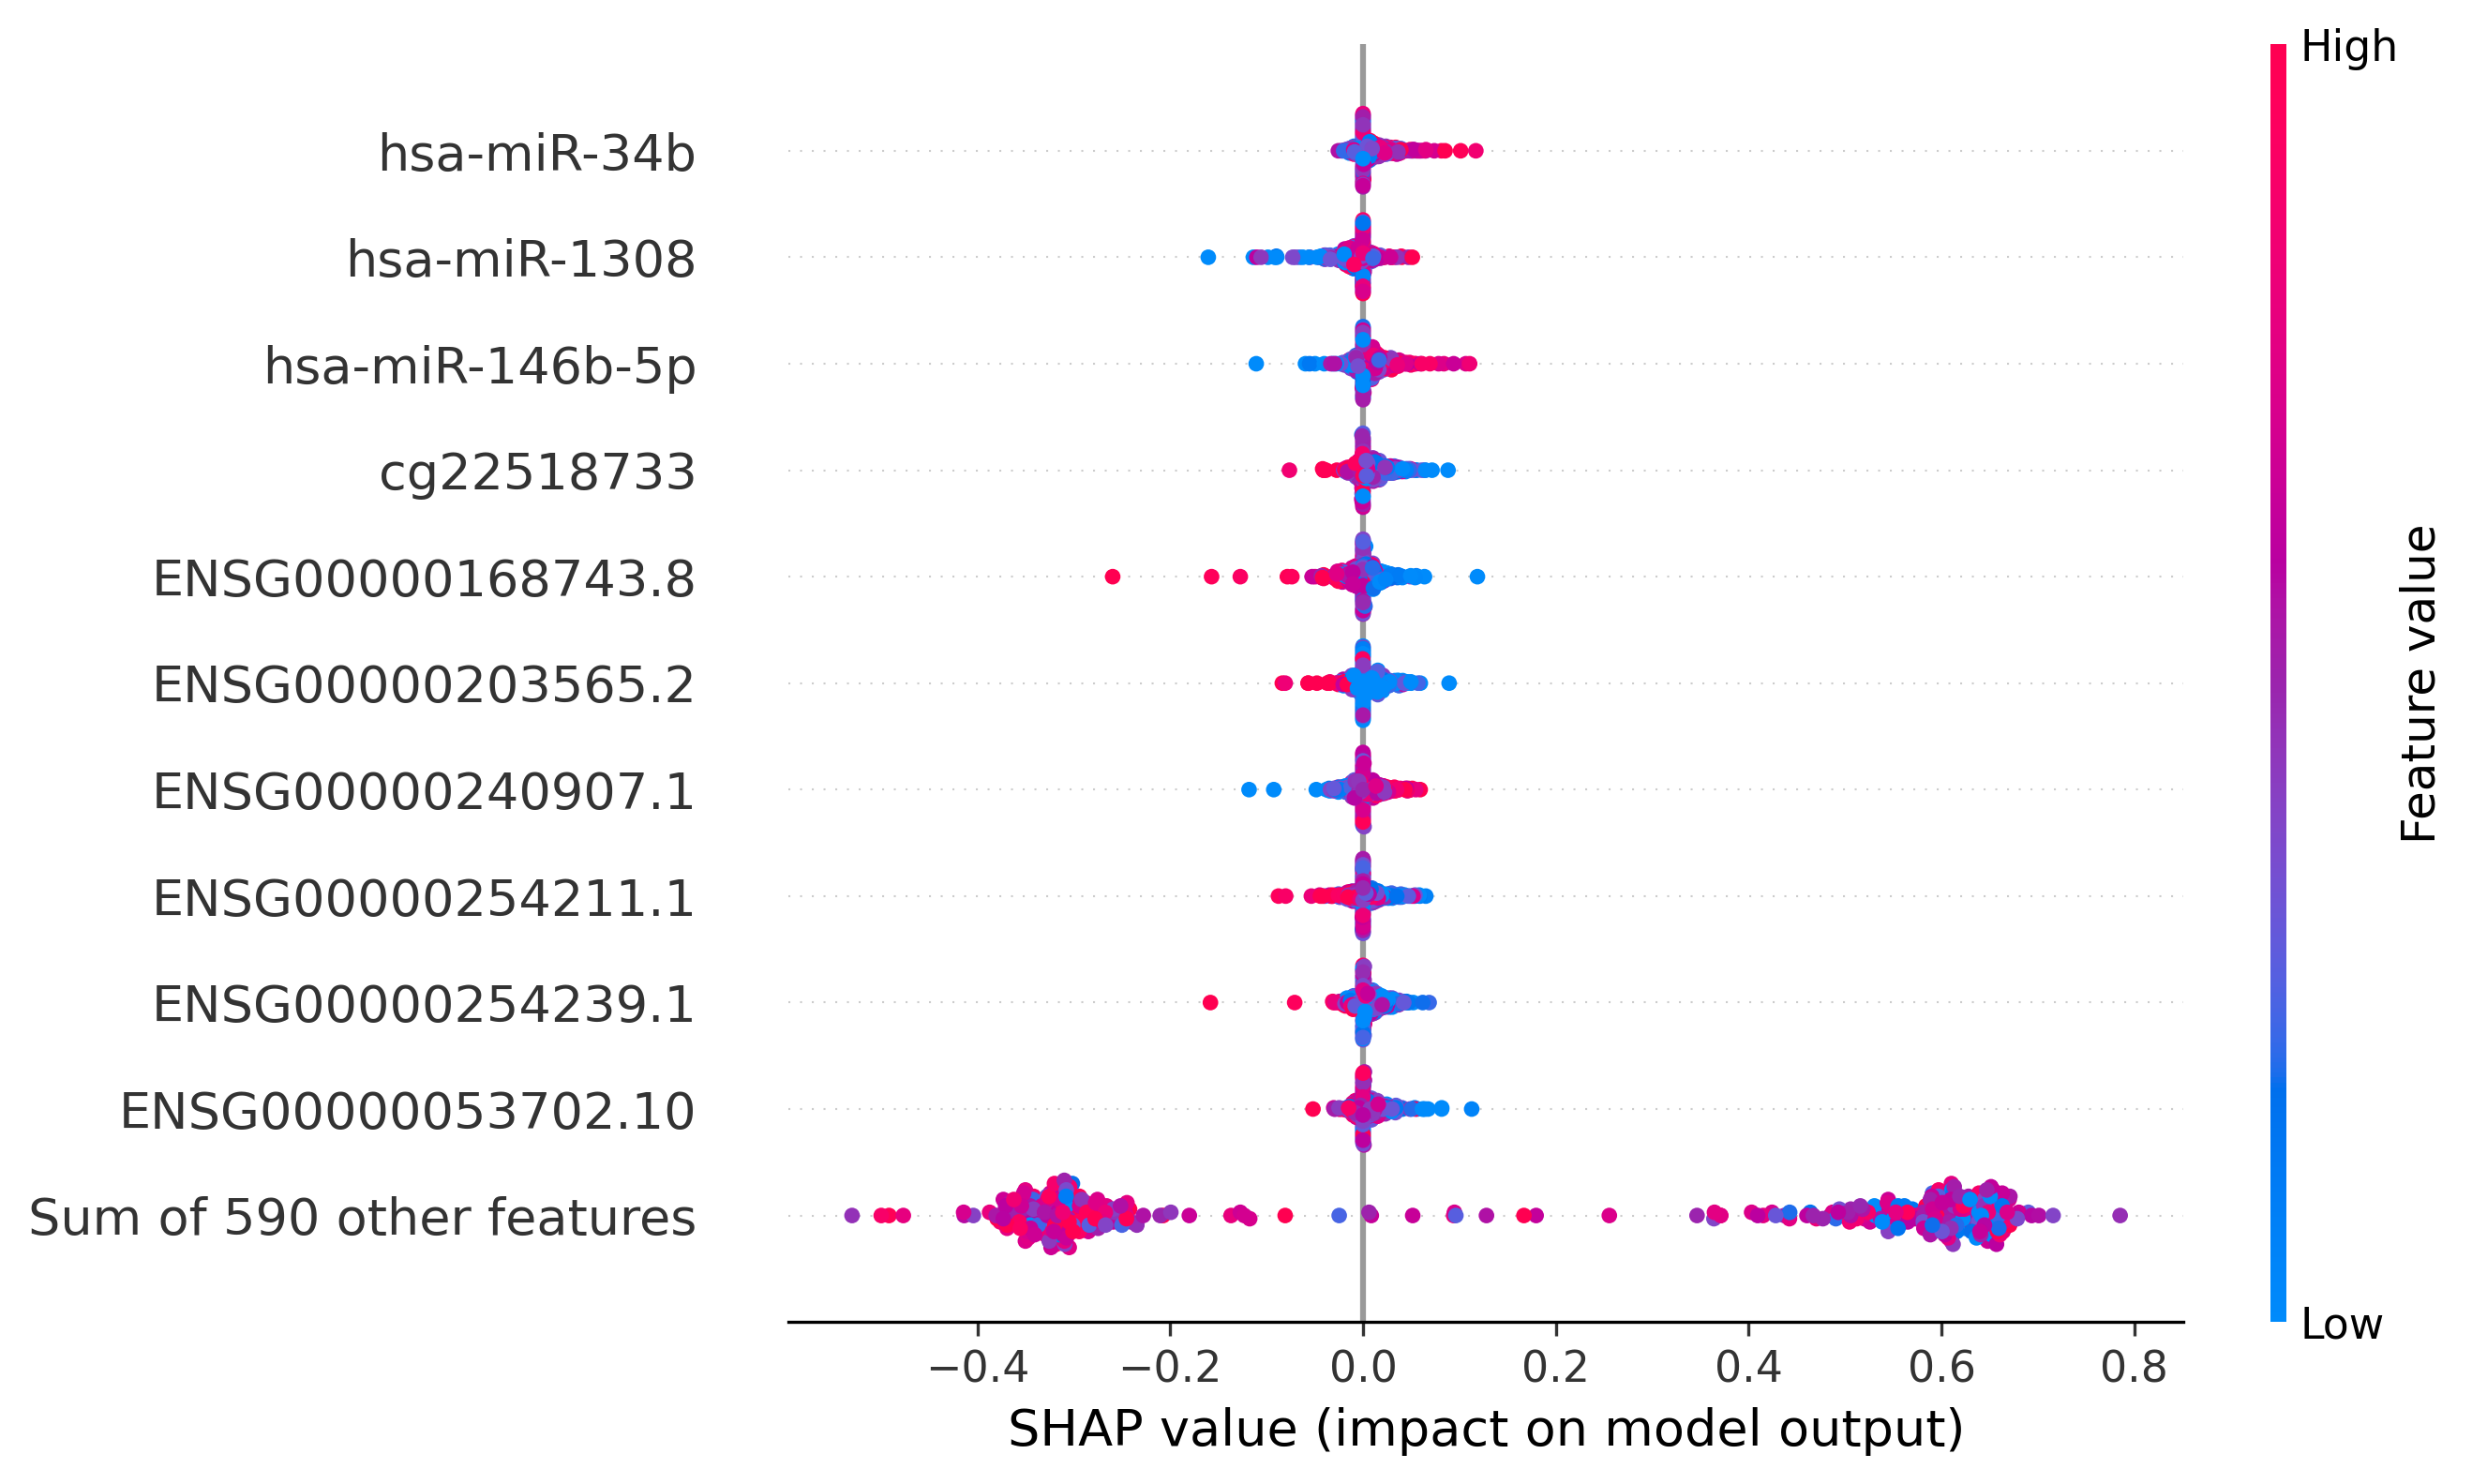 High
hsa-miR-34b
hsa-miR-1308
hsa-miR-146b-5p
cg22518733
ENSG00000168743.8
ENSG00000203565.2
ENSG00000240907.1
ENSG00000254211.1
ENSG00000254239.1
ENSG00000053702.10
Sum of 590 other features
Feature value
Low
−0.4 −0.2 0.0 0.2 0.4 0.6 0.8
SHAP value (impact on model output)